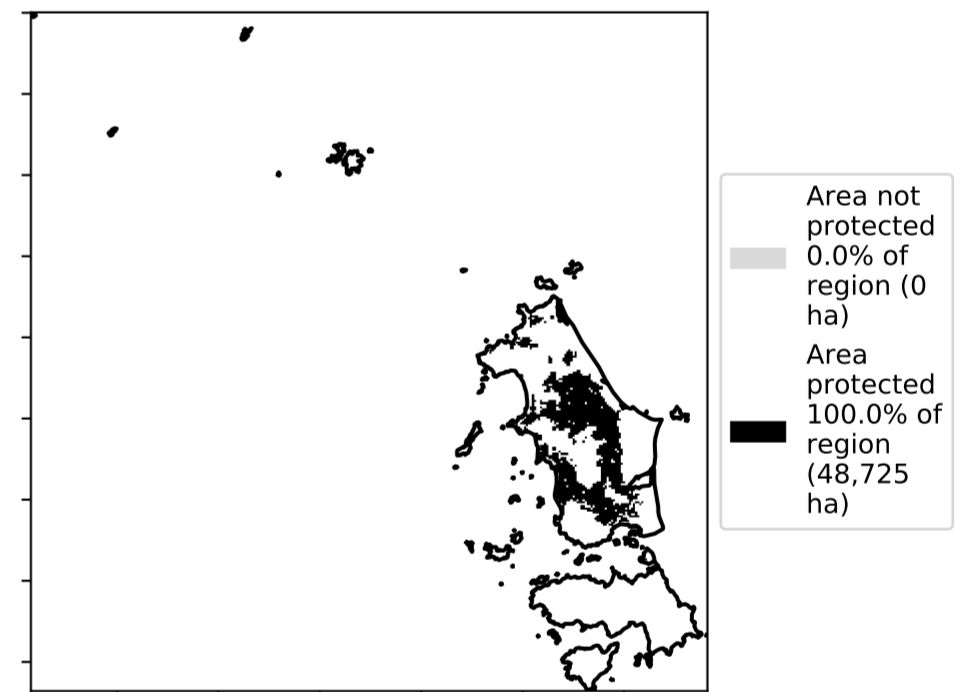 Area not
protected
0.0% of
region (0
ha)
Area
protected
100.0% of
region
(48,725
ha)